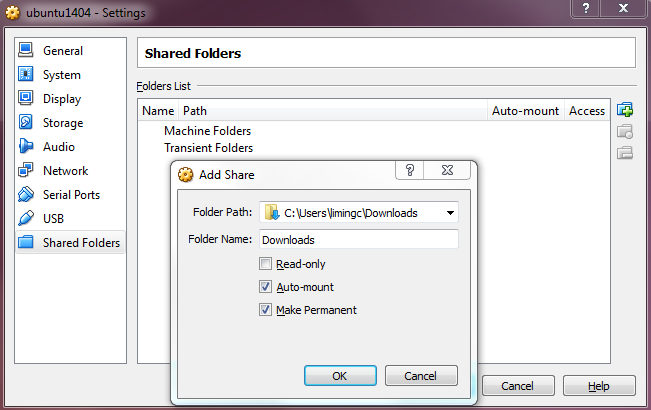 ubuntu1404 - Settings
General
System
Display
Storage
Audio
Network
Serial Ports
USB
Shared Folders
Shared Folders
Folders List
Name Path Auto-mount Access
Machine Folders
Transient Folders
Add Share
Folder Path: C:\Users\limingc\Downloads
Folder Name: Downloads
Read-only
Auto-mount
Make Permanent
OK Cancel
Cancel Help